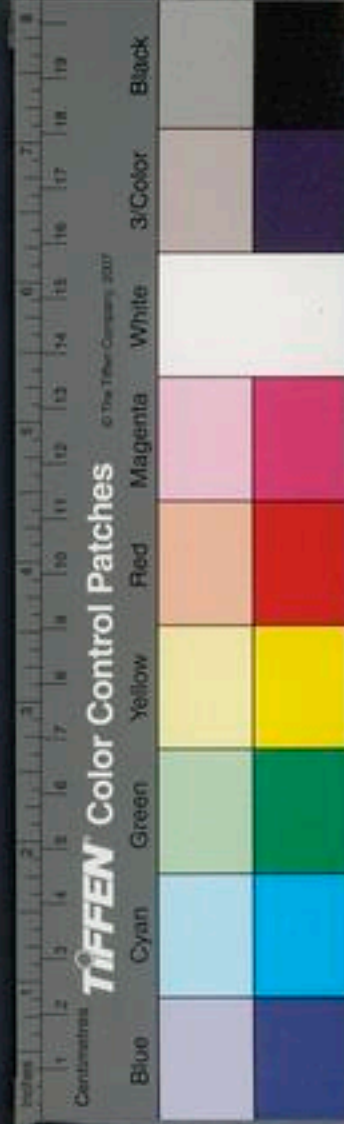 Inches 1 2 3 4 5 6 7 8
Centimetres 1 2 3 4 5 6 7 8 9 10 11 12 13 14 15 16 17 18 19
TIFFEN Color Control Patches © The Tiffen Company, 2007
Blue Cyan Green Yellow Red Magenta White 3/Color Black